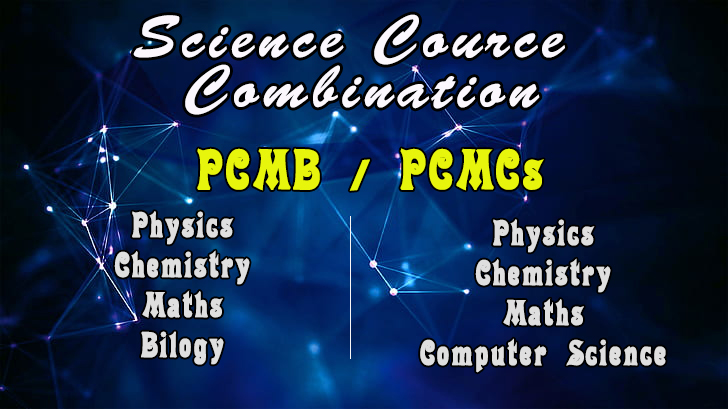 Science Cource
Combination
PCMB / PCMCs
Physics
Chemistry
Maths
Bilogy
Physics
Chemistry
Maths
Computer Science